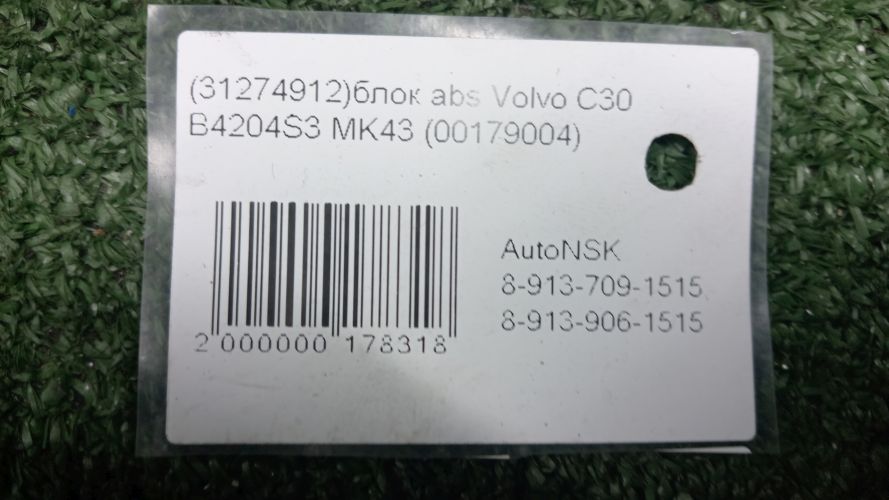 (31274912)блок abs Volvo C30
B4204S3 MK43 (00179004)
AutoNSK
8-913-709-1515
8-913-906-1515
2 000000 178318